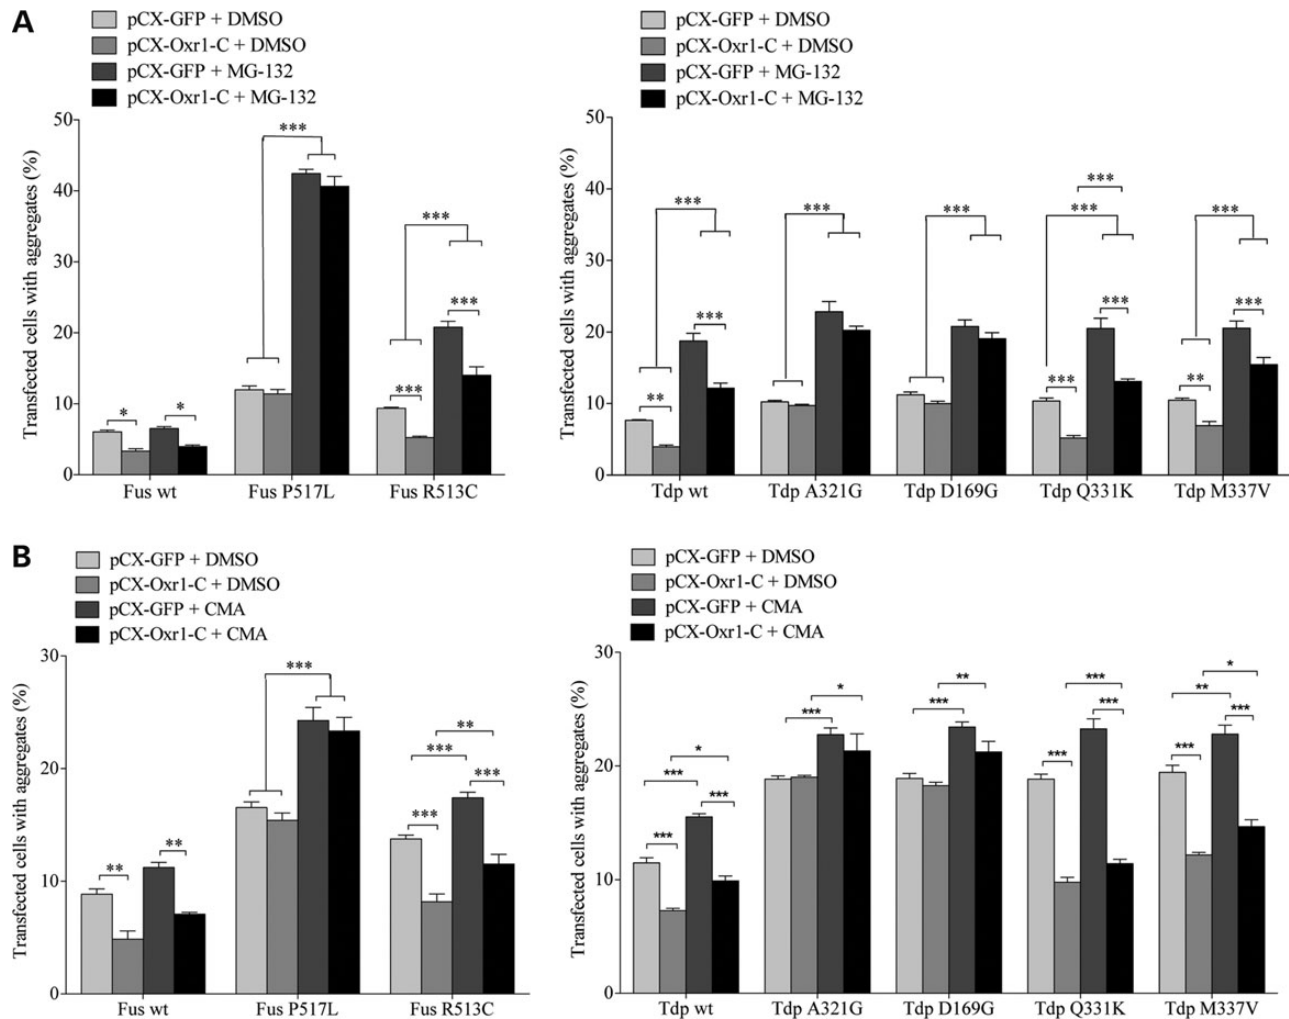 A
pCX-GFP + DMSO
pCX-Oxr1-C + DMSO
pCX-GFP + MG-132
pCX-Oxr1-C + MG-132
Transfected cells with aggregates (%)
50
40
30
20
10
0
*
*
***
***
***
***
Fus wt
Fus P517L
Fus R513C
pCX-GFP + DMSO
pCX-Oxr1-C + DMSO
pCX-GFP + MG-132
pCX-Oxr1-C + MG-132
Transfected cells with aggregates (%)
50
40
30
20
10
0
***
***
**
***
***
***
***
***
***
***
***
**
Tdp wt
Tdp A321G
Tdp D169G
Tdp Q331K
Tdp M337V
B
pCX-GFP + DMSO
pCX-Oxr1-C + DMSO
pCX-GFP + CMA
pCX-Oxr1-C + CMA
Transfected cells with aggregates (%)
30
20
10
0
**
**
***
**
***
***
***
Fus wt
Fus P517L
Fus R513C
pCX-GFP + DMSO
pCX-Oxr1-C + DMSO
pCX-GFP + CMA
pCX-Oxr1-C + CMA
Transfected cells with aggregates (%)
30
20
10
0
*
***
***
***
*
***
**
***
***
***
***
*
**
***
***
Tdp wt
Tdp A321G
Tdp D169G
Tdp Q331K
Tdp M337V